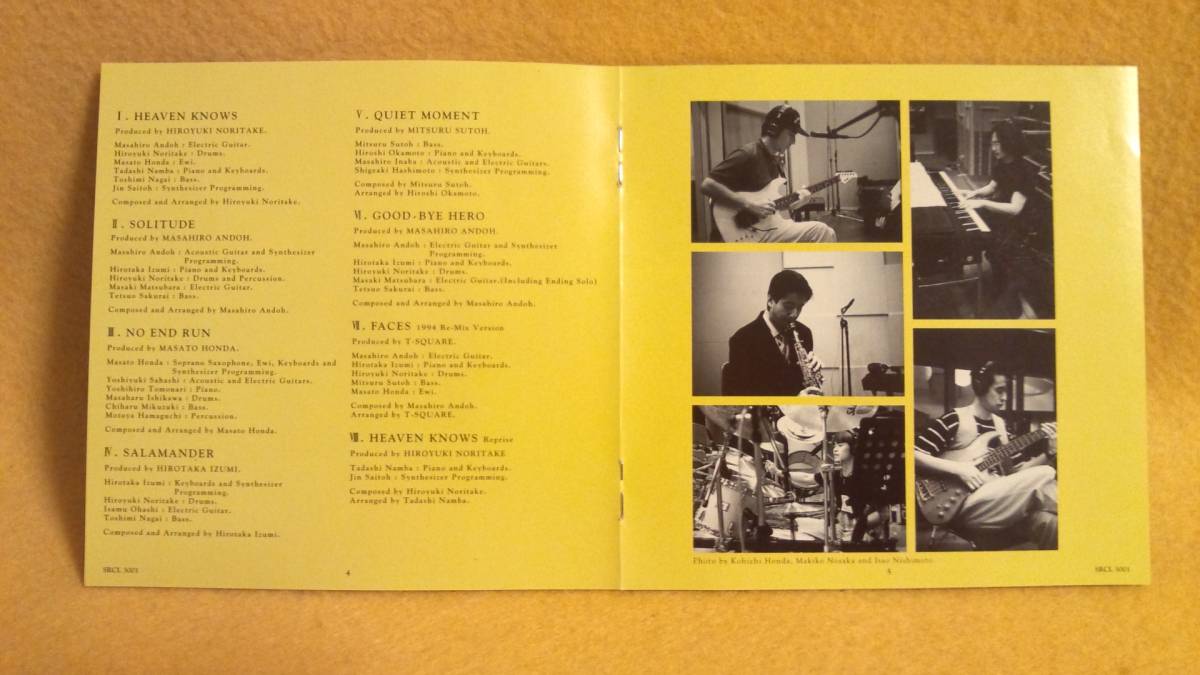 Ⅰ. HEAVEN KNOWS
Produced by HIROYUKI NORITAKE.
Masahiro Andoh : Electric Guitar.
Hiroyuki Noritake : Drums.
Masato Honda : Ewi.
Tadashi Namba : Piano and Keyboards.
Toshimi Nagai : Bass.
Jin Saitoh : Synthesizer Programming.
Composed and Arranged by Hiroyuki Noritake.
Ⅱ. SOLITUDE
Produced by MASAHIRO ANDOH.
Masahiro Andoh : Acoustic Guitar and Synthesizer
Programming.
Hirotaka Izumi : Piano and Keyboards.
Hiroyuki Noritake : Drums and Percussion.
Masaki Matsubara : Electric Guitar.
Tetsuo Sakurai : Bass.
Composed and Arranged by Masahiro Andoh.
Ⅲ. NO END RUN
Produced by MASATO HONDA.
Masato Honda : Soprano Saxophone, Ewi, Keyboards and
Synthesizer Programming.
Yoshiyuki Sahashi : Acoustic and Electric Guitars.
Yoshihiro Tomonari : Piano.
Masaharu Ishikawa : Drums.
Chiharu Mikuzuki : Bass.
Motoya Hamaguchi : Percussion.
Composed and Arranged by Masato Honda.
Ⅳ. SALAMANDER
Produced by HIROTAKA IZUMI.
Hirotaka Izumi : Keyboards and Synthesizer
Programming.
Hiroyuki Noritake : Drums.
Isamu Ohashi : Electric Guitar.
Toshimi Nagai : Bass.
Composed and Arranged by Hirotaka Izumi.
SRCL 3001
Ⅴ. QUIET MOMENT
Produced by MITSURU SUTOH.
Mitsuru Sutoh : Bass.
Hiroshi Okamoto : Piano and Keyboards.
Masahiro Inaba : Acoustic and Electric Guitars.
Shigeaki Hashimoto : Synthesizer Programming.
Composed by Mitsuru Sutoh.
Arranged by Hiroshi Okamoto.
Ⅵ. GOOD-BYE HERO
Produced by MASAHIRO ANDOH.
Masahiro Andoh : Electric Guitar and Synthesizer
Programming.
Hirotaka Izumi : Piano and Keyboards.
Hiroyuki Noritake : Drums.
Masaki Matsubara : Electric Guitar.(Including Ending Solo)
Tetsuo Sakurai : Bass.
Composed and Arranged by Masahiro Andoh.
Ⅶ. FACES 1994 Re-Mix Version
Produced by T-SQUARE.
Masahiro Andoh : Electric Guitar.
Hirotaka Izumi : Piano and Keyboards.
Hiroyuki Noritake : Drums.
Mitsuru Sutoh : Bass.
Masato Honda : Ewi.
Composed by Masahiro Andoh.
Arranged by T-SQUARE.
Ⅷ. HEAVEN KNOWS Reprise
Produced by HIROYUKI NORITAKE
Tadashi Namba : Piano and Keyboards.
Jin Saitoh : Synthesizer Programming.
Composed by Hiroyuki Noritake.
Arranged by Tadashi Namba.
4
Photo by Kohichi Honda, Makiko Nosaka and Isao Nishimoto.
5
SRCL 3001